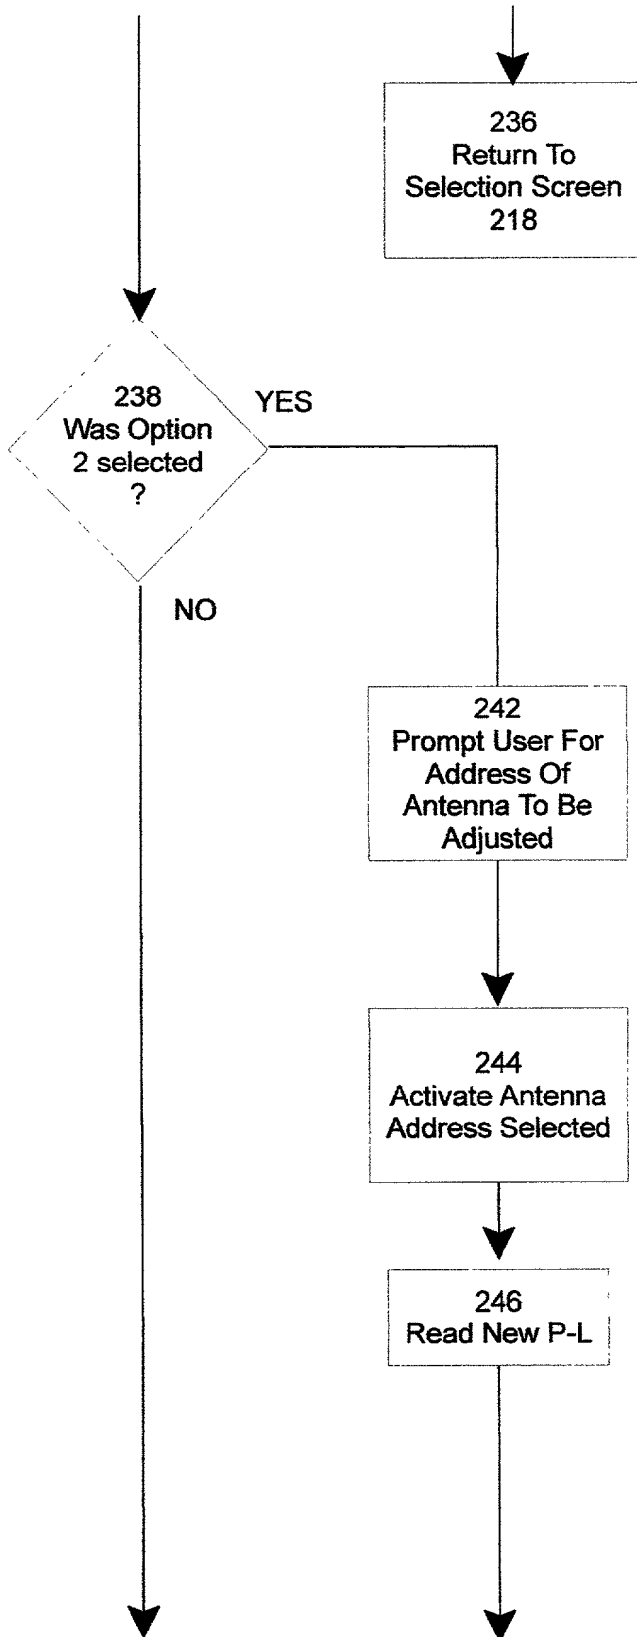 236
Return To
Selection Screen
218
238
Was Option
2 selected
?
YES
NO
242
Prompt User For
Address Of
Antenna To Be
Adjusted
244
Activate Antenna
Address Selected
246
Read New P-L